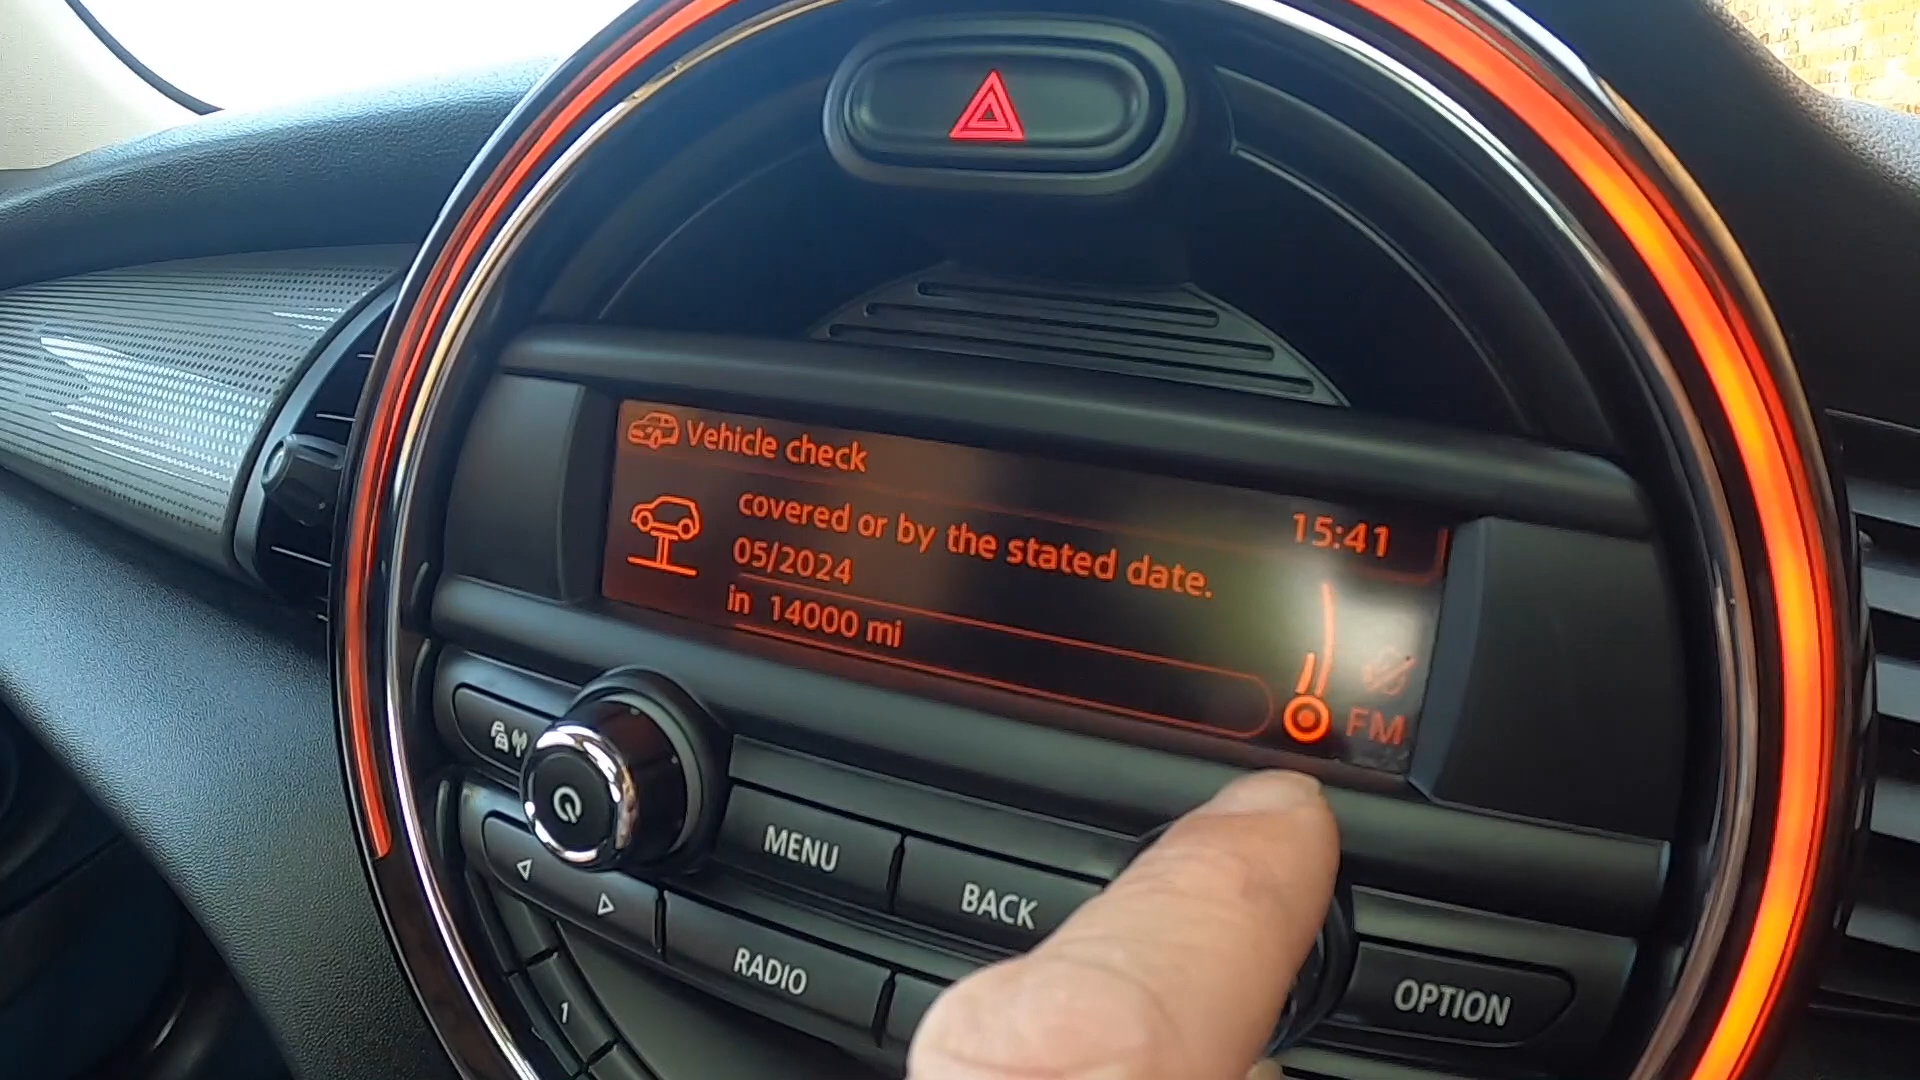 Vehicle check
covered or by the stated date.
15:41
05/2024
in 14000 mi
FM
MENU
BACK
RADIO
OPTION
1